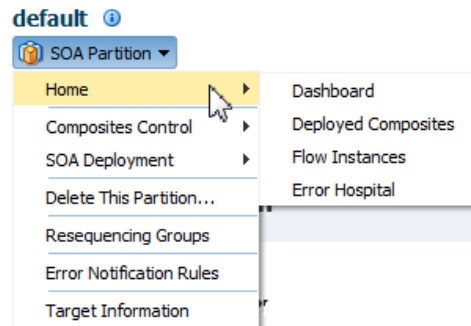 default
SOA Partition
Home
Dashboard
Composites Control
Deployed Composites
SOA Deployment
Flow Instances
Delete This Partition...
Error Hospital
Resequencing Groups
Error Notification Rules
Target Information